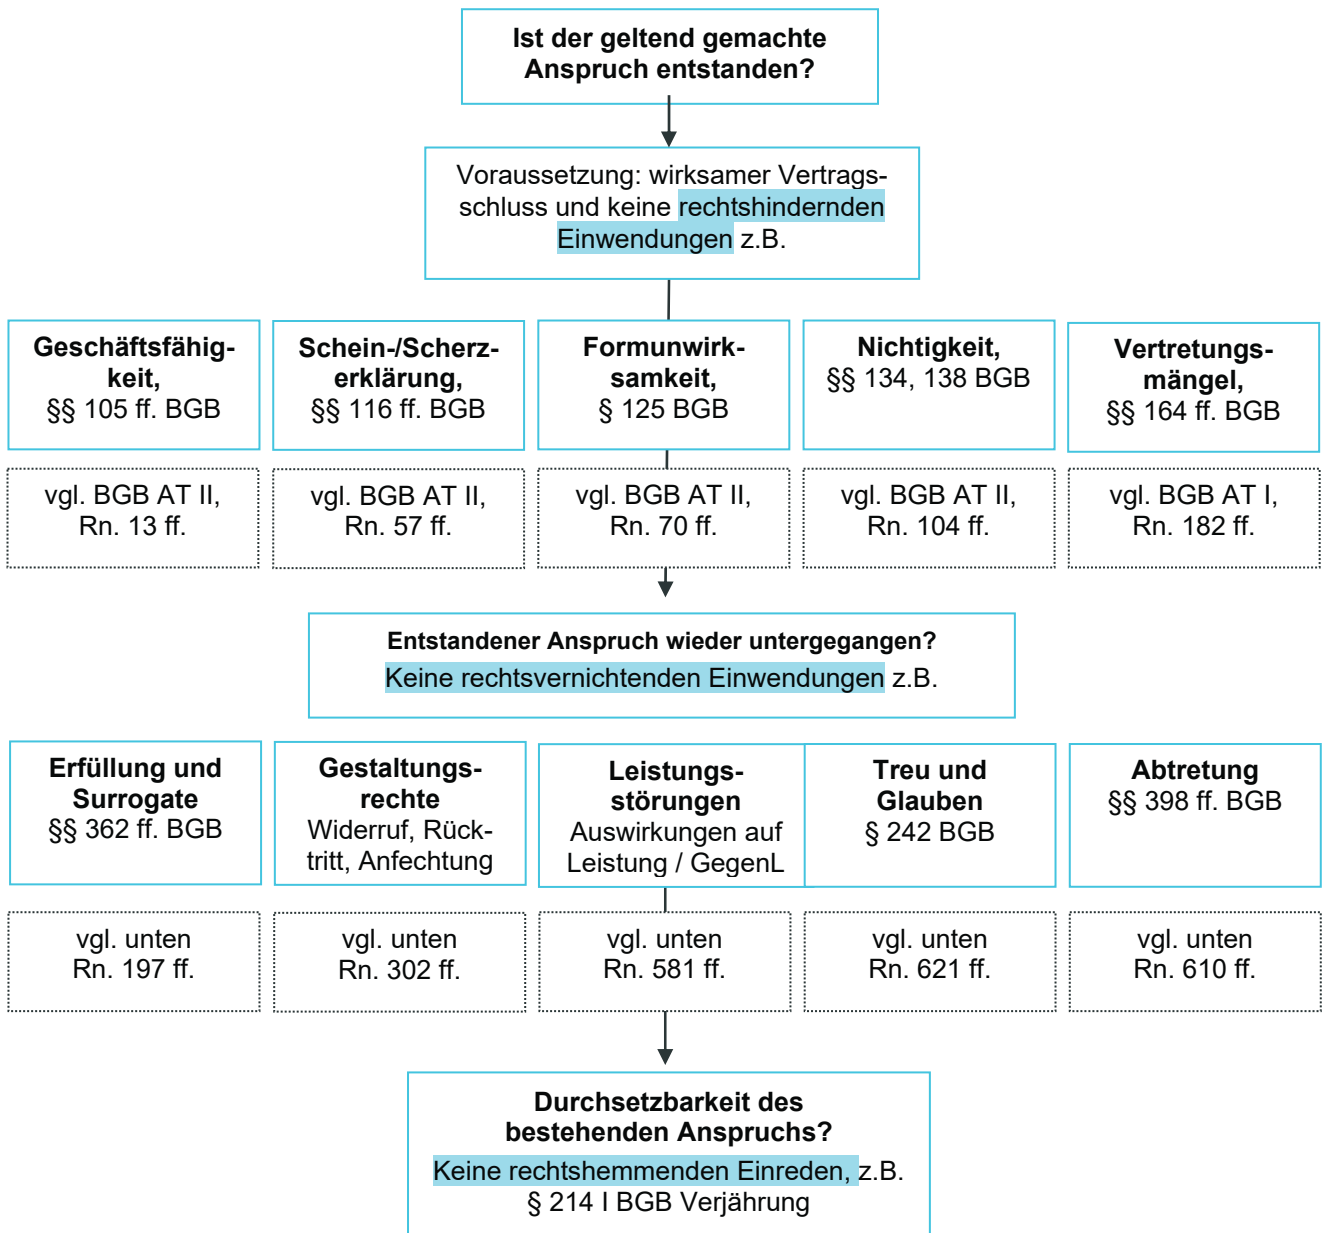 Ist der geltend gemachte
Anspruch entstanden?
Voraussetzung: wirksamer Vertrags-
schluss und keine rechtshindernden
Einwendungen z.B.
Geschäftsfähig-
keit,
§§ 105 ff. BGB
Schein-/Scherz-
erklärung,
§§ 116 ff. BGB
Formunwirk-
samkeit,
§ 125 BGB
Nichtigkeit,
§§ 134, 138 BGB
Vertretungs-
mängel,
§§ 164 ff. BGB
vgl. BGB AT II,
Rn. 13 ff.
vgl. BGB AT II,
Rn. 57 ff.
vgl. BGB AT II,
Rn. 70 ff.
vgl. BGB AT II,
Rn. 104 ff.
vgl. BGB AT I,
Rn. 182 ff.
Entstandener Anspruch wieder untergegangen?
Keine rechtsvernichtenden Einwendungen z.B.
Erfüllung und
Surrogate
§§ 362 ff. BGB
Gestaltungs-
rechte
Widerruf, Rück-
tritt, Anfechtung
Leistungs-
störungen
Auswirkungen auf
Leistung / GegenL
Treu und
Glauben
§ 242 BGB
Abtretung
§§ 398 ff. BGB
vgl. unten
Rn. 197 ff.
vgl. unten
Rn. 302 ff.
vgl. unten
Rn. 581 ff.
vgl. unten
Rn. 621 ff.
vgl. unten
Rn. 610 ff.
Durchsetzbarkeit des
bestehenden Anspruchs?
Keine rechtshemmenden Einreden, z.B.
§ 214 I BGB Verjährung